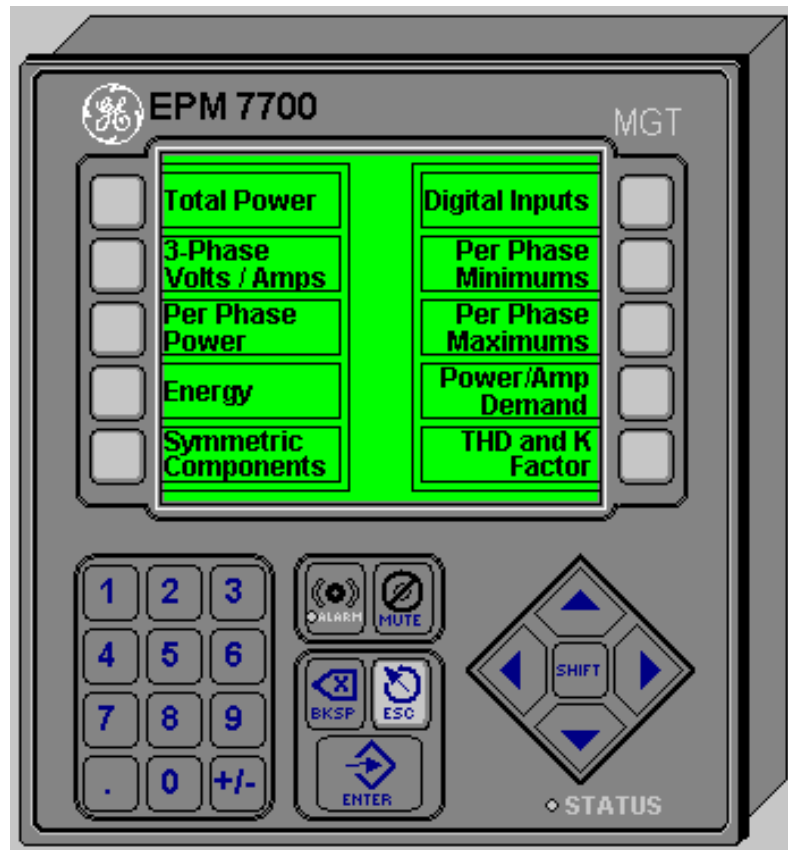 EPM 7700
MGT
Total Power
Digital Inputs
3-Phase
Volts / Amps
Per Phase
Minimums
Per Phase
Power
Per Phase
Maximums
Energy
Power/Amp
Demand
Symmetric
Components
THD and K
Factor
1 2 3
4 5 6
7 8 9
. 0 +/-
ALARM
MUTE
BKSP
ESC
ENTER
SHIFT
STATUS